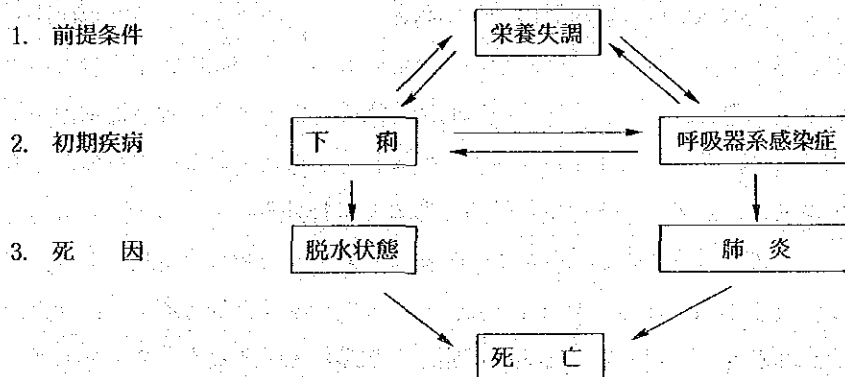 1. 前提条件
栄養失調
2. 初期疾病
下　痢
呼吸器系感染症
3. 死　因
脱水状態
肺　炎
死　亡